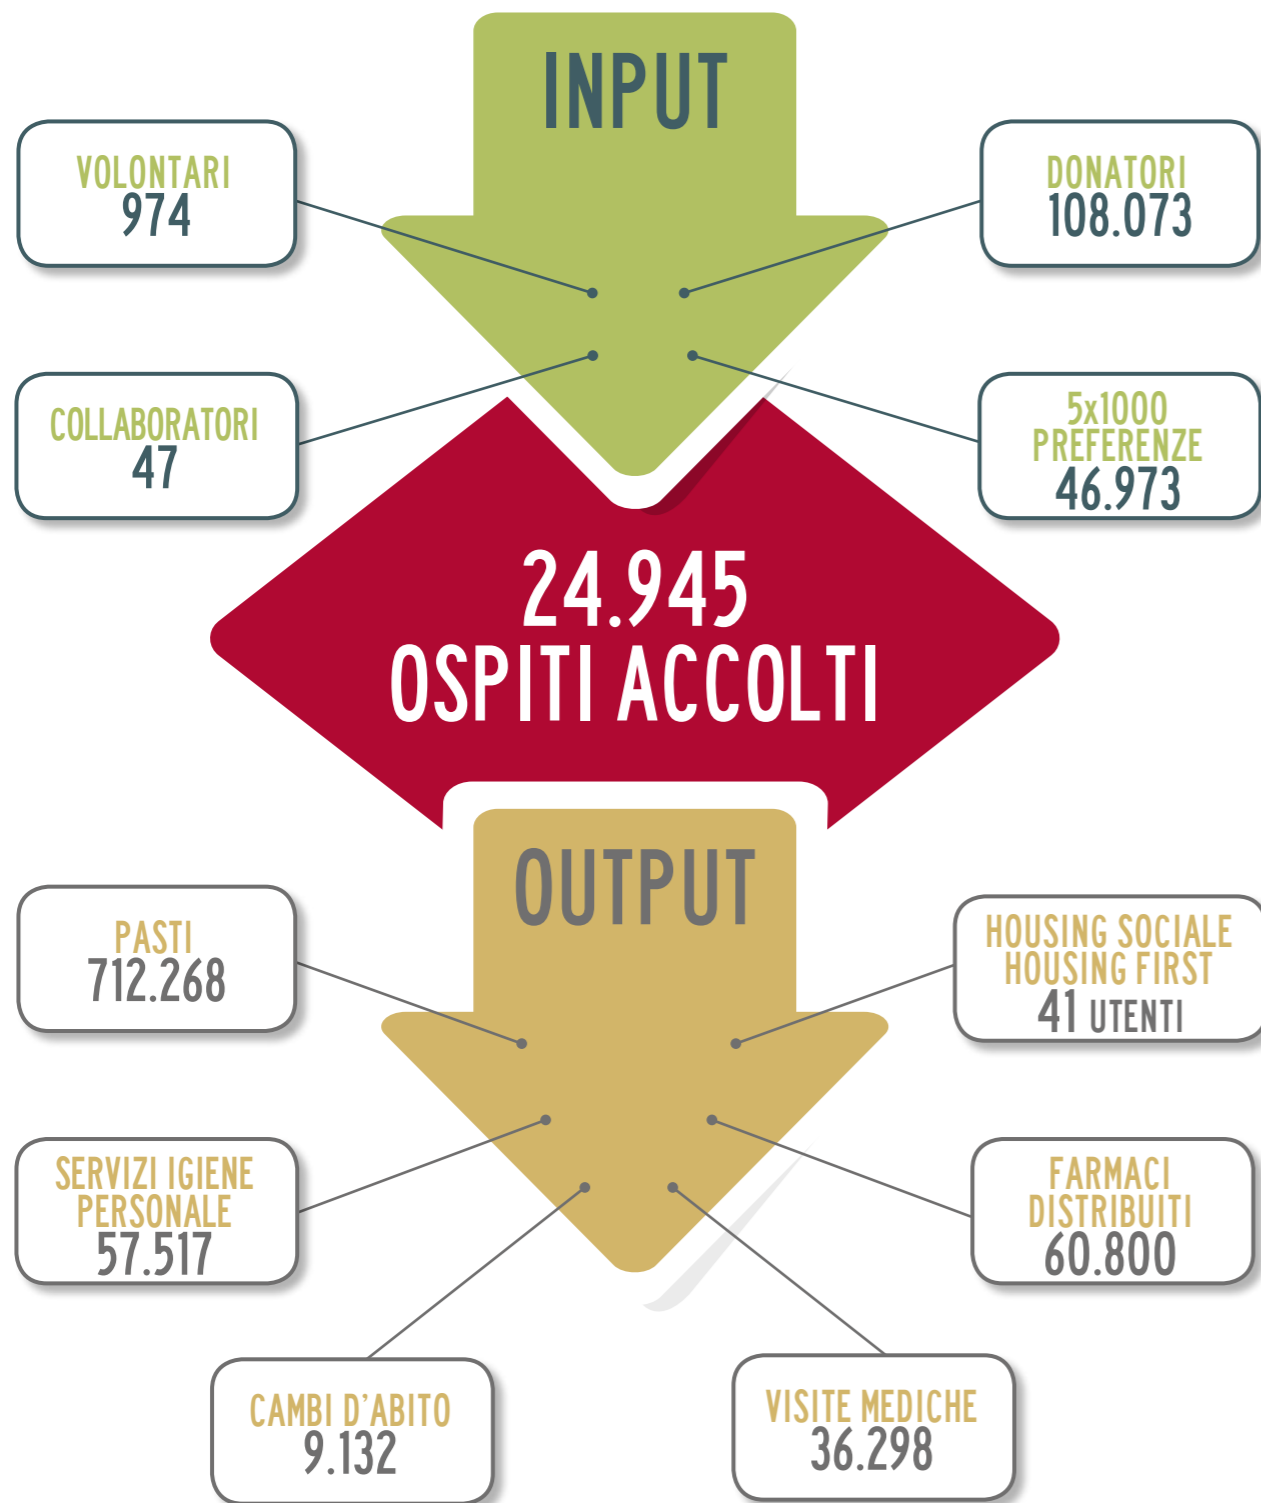 INPUT
VOLONTARI
974
DONATORI
108.073
COLLABORATORI
47
5x1000
PREFERENZE
46.973
24.945
OSPITI ACCOLTI
OUTPUT
PASTI
712.268
HOUSING SOCIALE
HOUSING FIRST
41 UTENTI
SERVIZI IGIENE
PERSONALE
57.517
FARMACI
DISTRIBUITI
60.800
CAMBI D'ABITO
9.132
VISITE MEDICHE
36.298